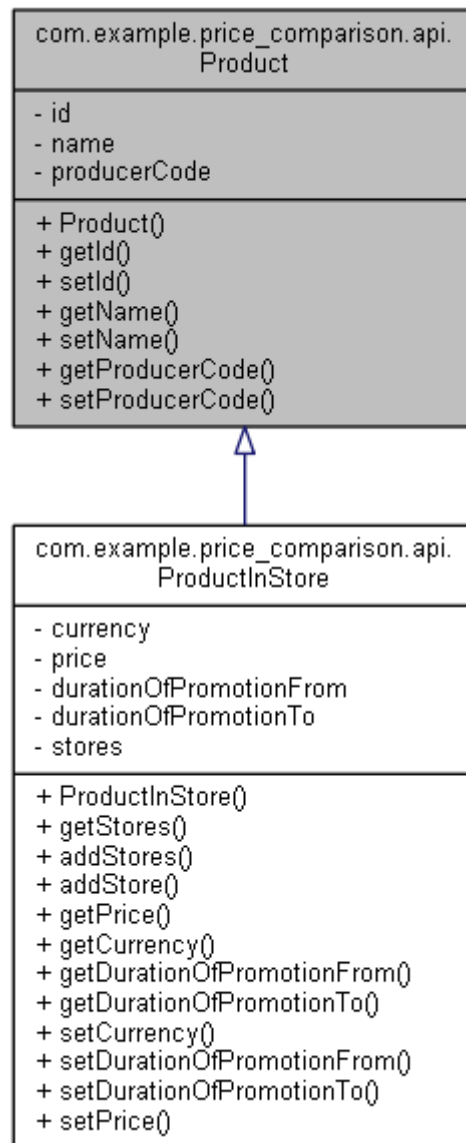 com.example.price_comparison.api.
Product
- id
- name
- producerCode
+ Product()
+ getId()
+ setId()
+ getName()
+ setName()
+ getProducerCode()
+ setProducerCode()
com.example.price_comparison.api.
ProductInStore
- currency
- price
- durationOfPromotionFrom
- durationOfPromotionTo
- stores
+ ProductInStore()
+ getStores()
+ addStores()
+ addStore()
+ getPrice()
+ getCurrency()
+ getDurationOfPromotionFrom()
+ getDurationOfPromotionTo()
+ setCurrency()
+ setDurationOfPromotionFrom()
+ setDurationOfPromotionTo()
+ setPrice()